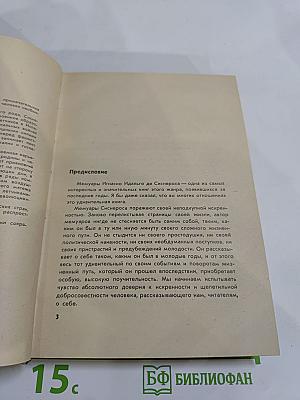 Предисловие
Мемуары Игнасио Идальго де Сиснероса — одна из самых
интересных и значительных книг этого жанра, появившихся за
последние годы. Я бы даже сказал, что во многих отношениях это
удивительная книга.
Мемуары Сиснероса поражают своей неподкупной искрен-
ностью. Заново перелистывая страницы своей жизни, автор
мемуаров нигде не стесняется быть самим собой, таким, каким
он был в ту или иную минуту своего сложного жизнен-
ного пути. Он не стыдится ни своего простодушия, ни своей
политической наивности, ни своих необдуманных поступков, ни
своих пристрастий и предубеждений молодости. Он рассказыва-
ет о себе таком, каким он был в молодые годы, и от этого
весь тот удивительный по своим событиям и поворотам жиз-
ненный путь, который он прошел впоследствии, приобретает
особую, высокую поучительность. Мы начинаем испытывать
чувство абсолютного доверия к искренности и щепетильной
добросовестности человека, рассказывающего нам, читателям,
о себе.
3
15с
БФ БИБЛИОФАН